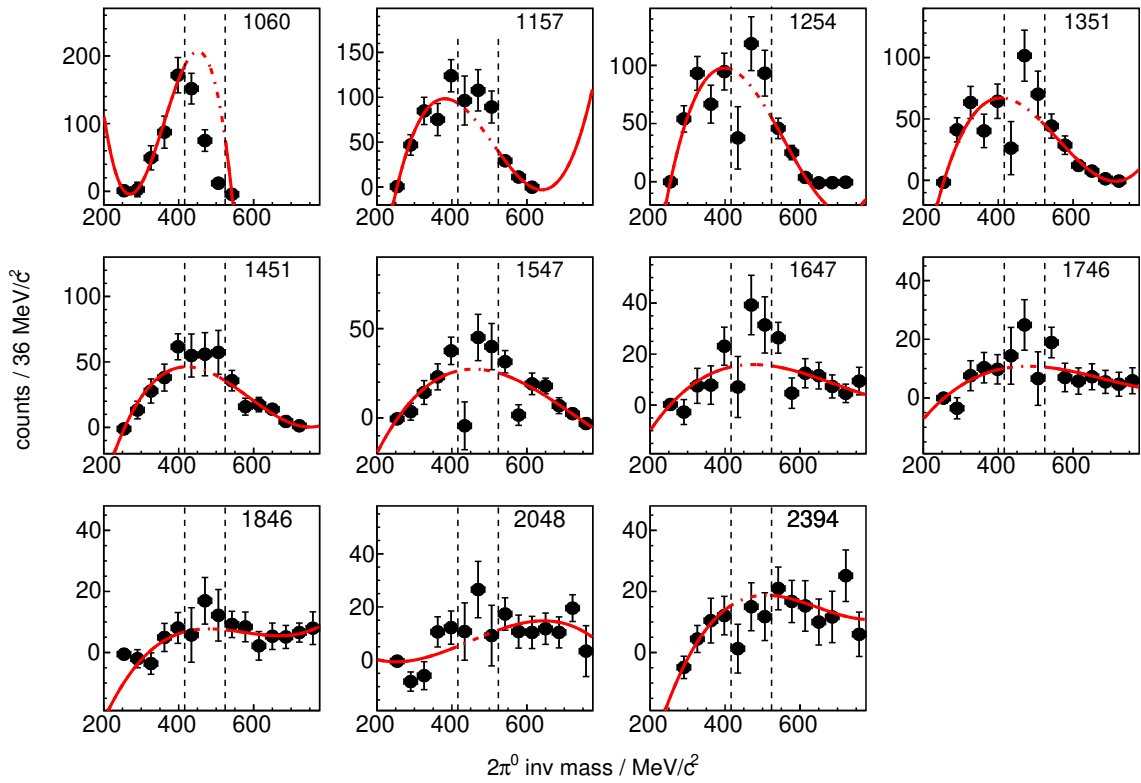 1060 1157 1254 1351
200 150 100 100
100 100 50 50
0 50 0 0
0
200 400 600 200 400 600 200 400 600 200 400 600
1451 1547 1647 1746
100 50 40 40
50 0 20 20
0 0 0
200 400 600 200 400 600 200 400 600 200 400 600
1846 2048 2394
40 40 40
20 20 20
0 0 0
200 400 600 200 400 600 200 400 600
counts / 36 MeV/c²
2π⁰ inv mass / MeV/c²